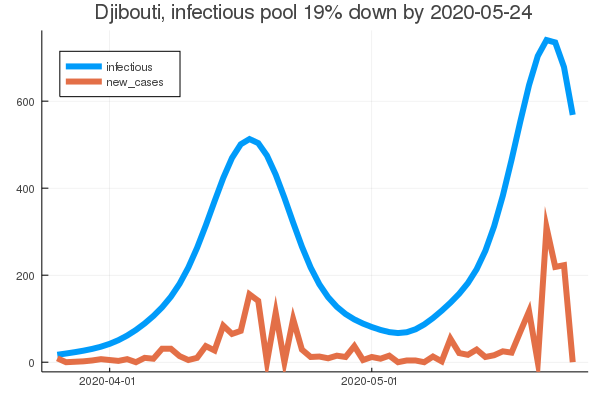 Djibouti, infectious pool 19% down by 2020-05-24
infectious
new_cases
600
400
200
0
2020-04-01
2020-05-01